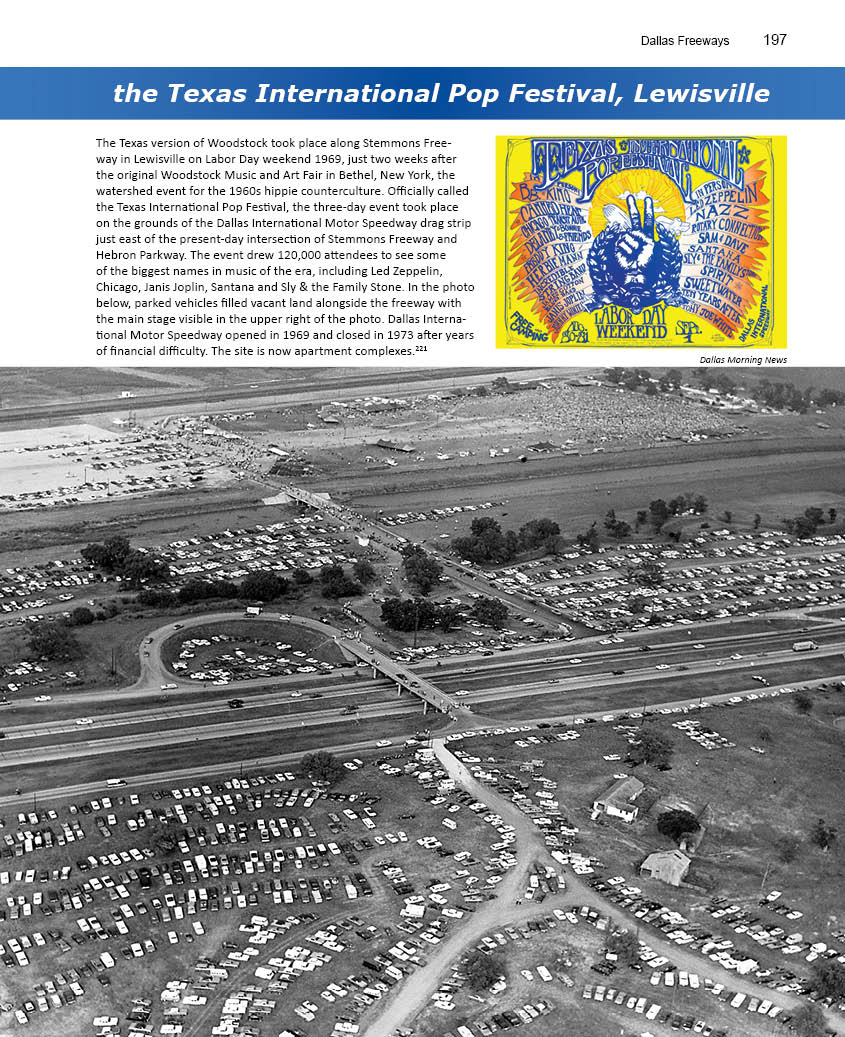 Dallas Freeways 197
the Texas International Pop Festival, Lewisville
The Texas version of Woodstock took place along Stemmons Free-
way in Lewisville on Labor Day weekend 1969, just two weeks after
the original Woodstock Music and Art Fair in Bethel, New York, the
watershed event for the 1960s hippie counterculture. Officially called
the Texas International Pop Festival, the three-day event took place
on the grounds of the Dallas International Motor Speedway drag strip
just east of the present-day intersection of Stemmons Freeway and
Hebron Parkway. The event drew 120,000 attendees to see some
of the biggest names in music of the era, including Led Zeppelin,
Chicago, Janis Joplin, Santana and Sly & the Family Stone. In the photo
below, parked vehicles filled vacant land alongside the freeway with
the main stage visible in the upper right of the photo. Dallas Interna-
tional Motor Speedway opened in 1969 and closed in 1973 after years
of financial difficulty. The site is now apartment complexes.²²¹
TEXAS INTERNATIONAL
POP FESTIVAL
B.B. KING
CANNED HEAT
CHICAGO
DELANEY & BONNIE
& FRIENDS
FREDDY KING
HERBIE MANN
JANIS JOPLIN
JOHNNY WINTER
IN PERSON
LED ZEPPELIN
NAZZ
ROTARY CONNECTION
SAM & DAVE
SANTANA
SLY & THE FAMILY STONE
SPIRIT
SWEETWATER
TEN YEARS AFTER
TONY JOE WHITE
FREE
CAMPING
AUG.
30-31
LABOR DAY
WEEKEND
SEPT.
1
DALLAS
INTERNATIONAL
SPEEDWAY
Dallas Morning News